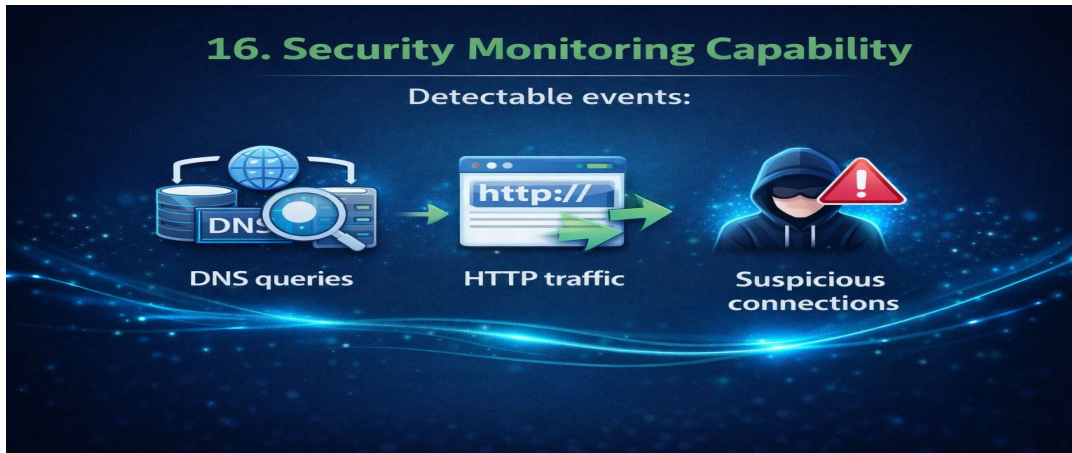 16. Security Monitoring Capability
Detectable events:
DNS
http://
DNS queries
HTTP traffic
Suspicious
connections